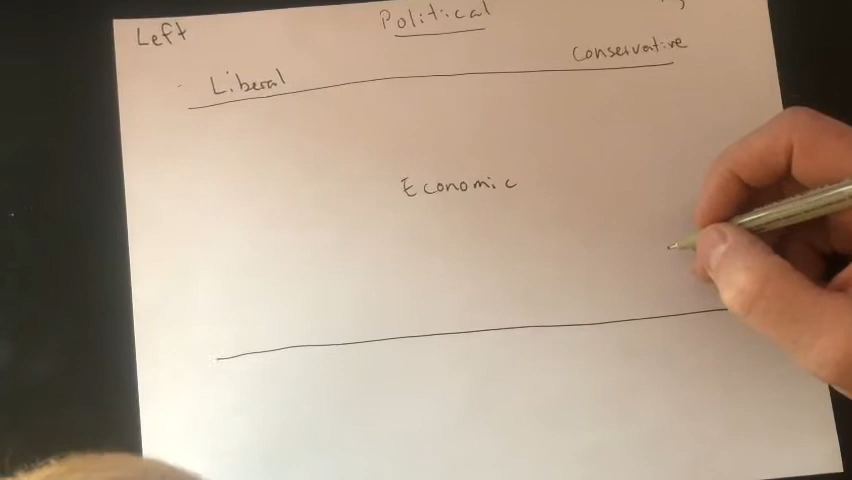 Political
Left
Conservative
Liberal
Economic